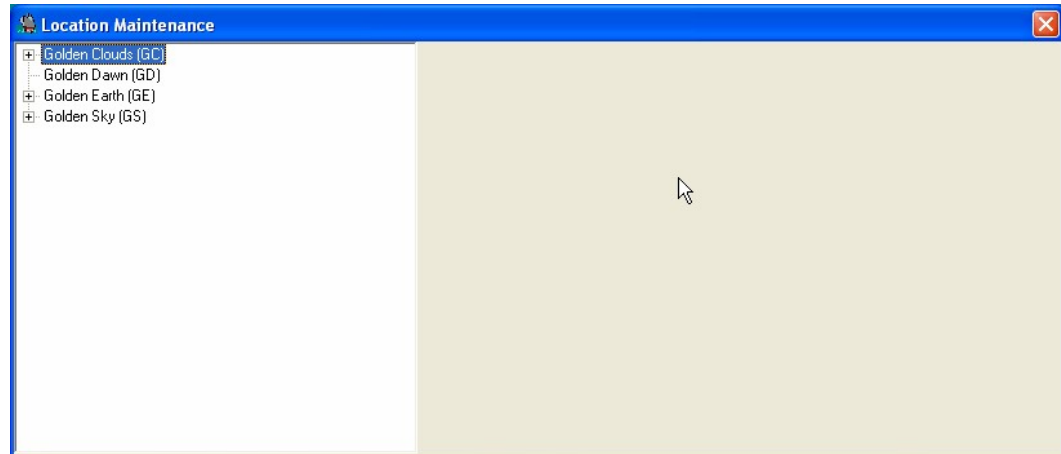 Location Maintenance
Golden Clouds (GC)
Golden Dawn (GD)
Golden Earth (GE)
Golden Sky (GS)